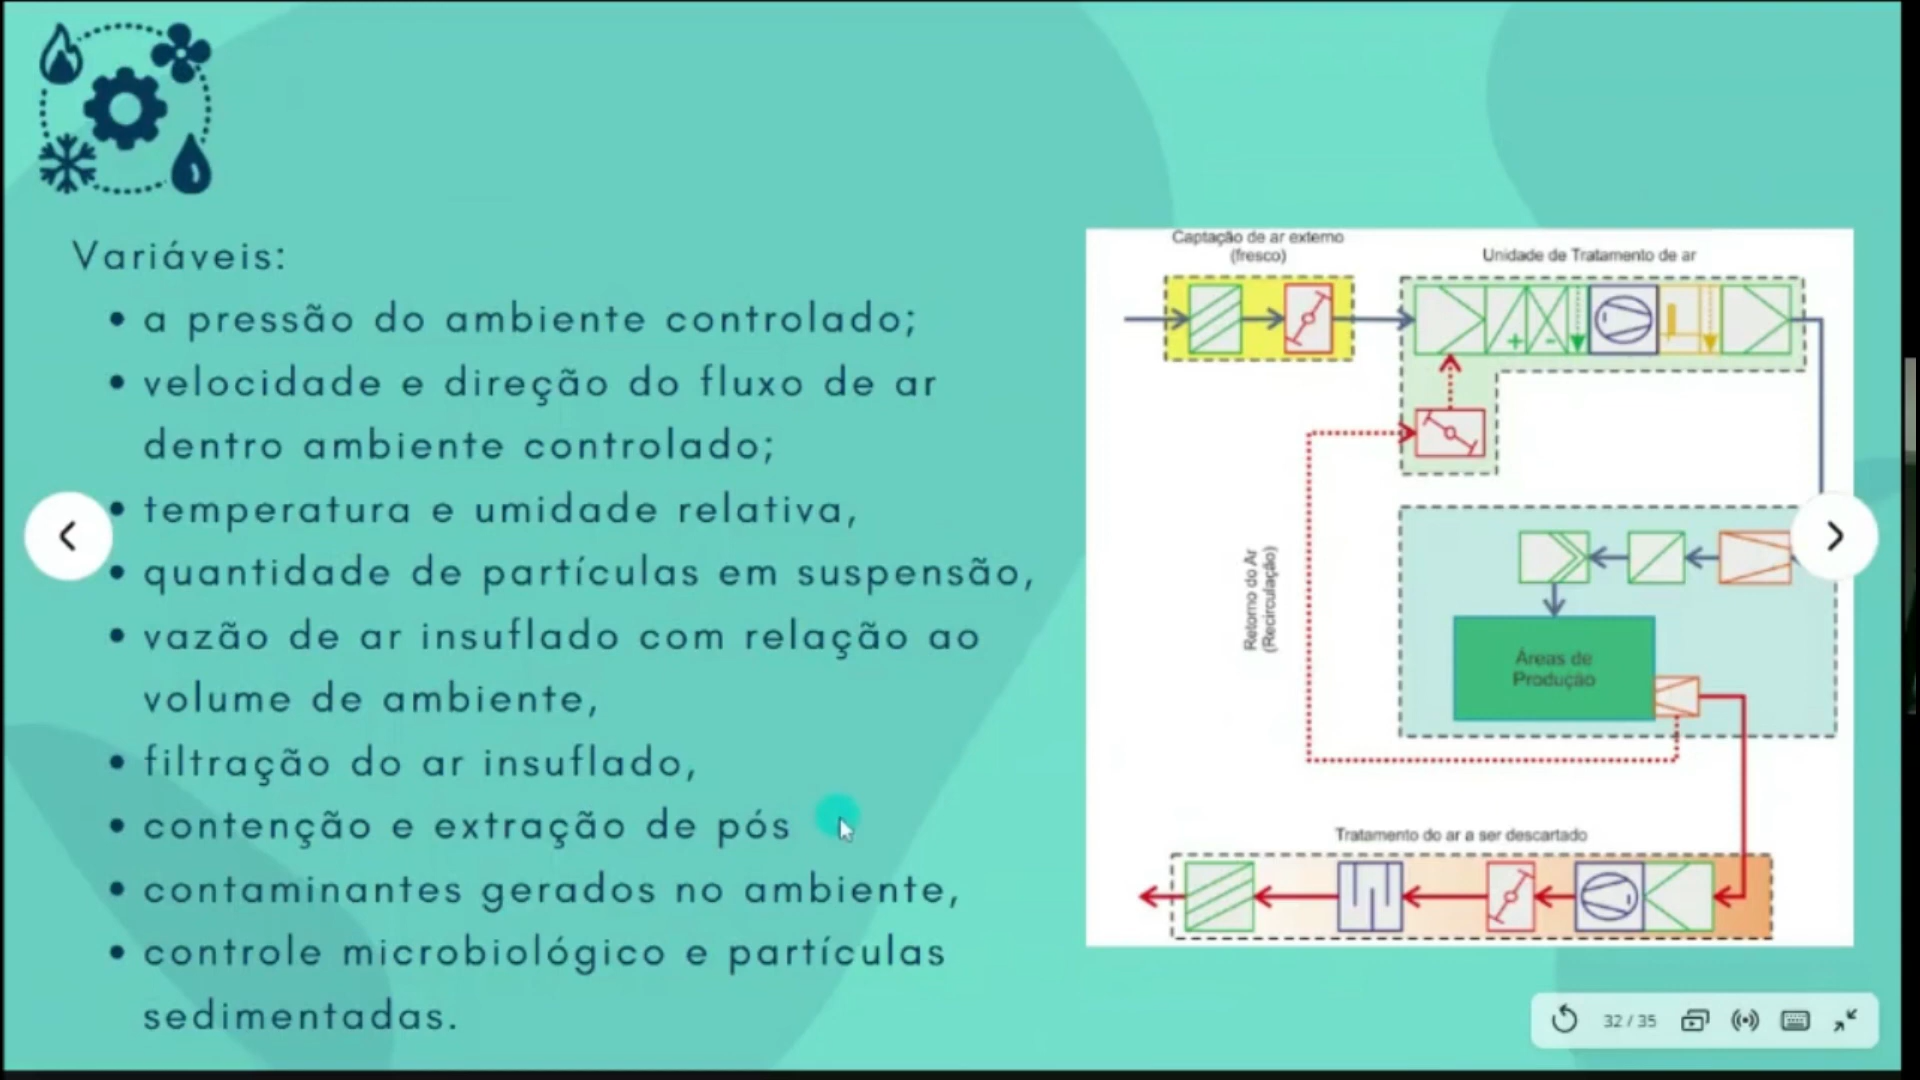 Variáveis:
a pressão do ambiente controlado;
velocidade e direção do fluxo de ar
dentro ambiente controlado;
temperatura e umidade relativa,
quantidade de partículas em suspensão,
vazão de ar insuflado com relação ao
volume de ambiente,
filtração do ar insuflado,
contenção e extração de pós
contaminantes gerados no ambiente,
controle microbiológico e partículas
sedimentadas.
Captação de ar externo
(fresco)
Unidade de Tratamento de ar
Retorno do Ar
(Recirculação)
Áreas de
Produção
Tratamento do ar a ser descartado
32 / 35